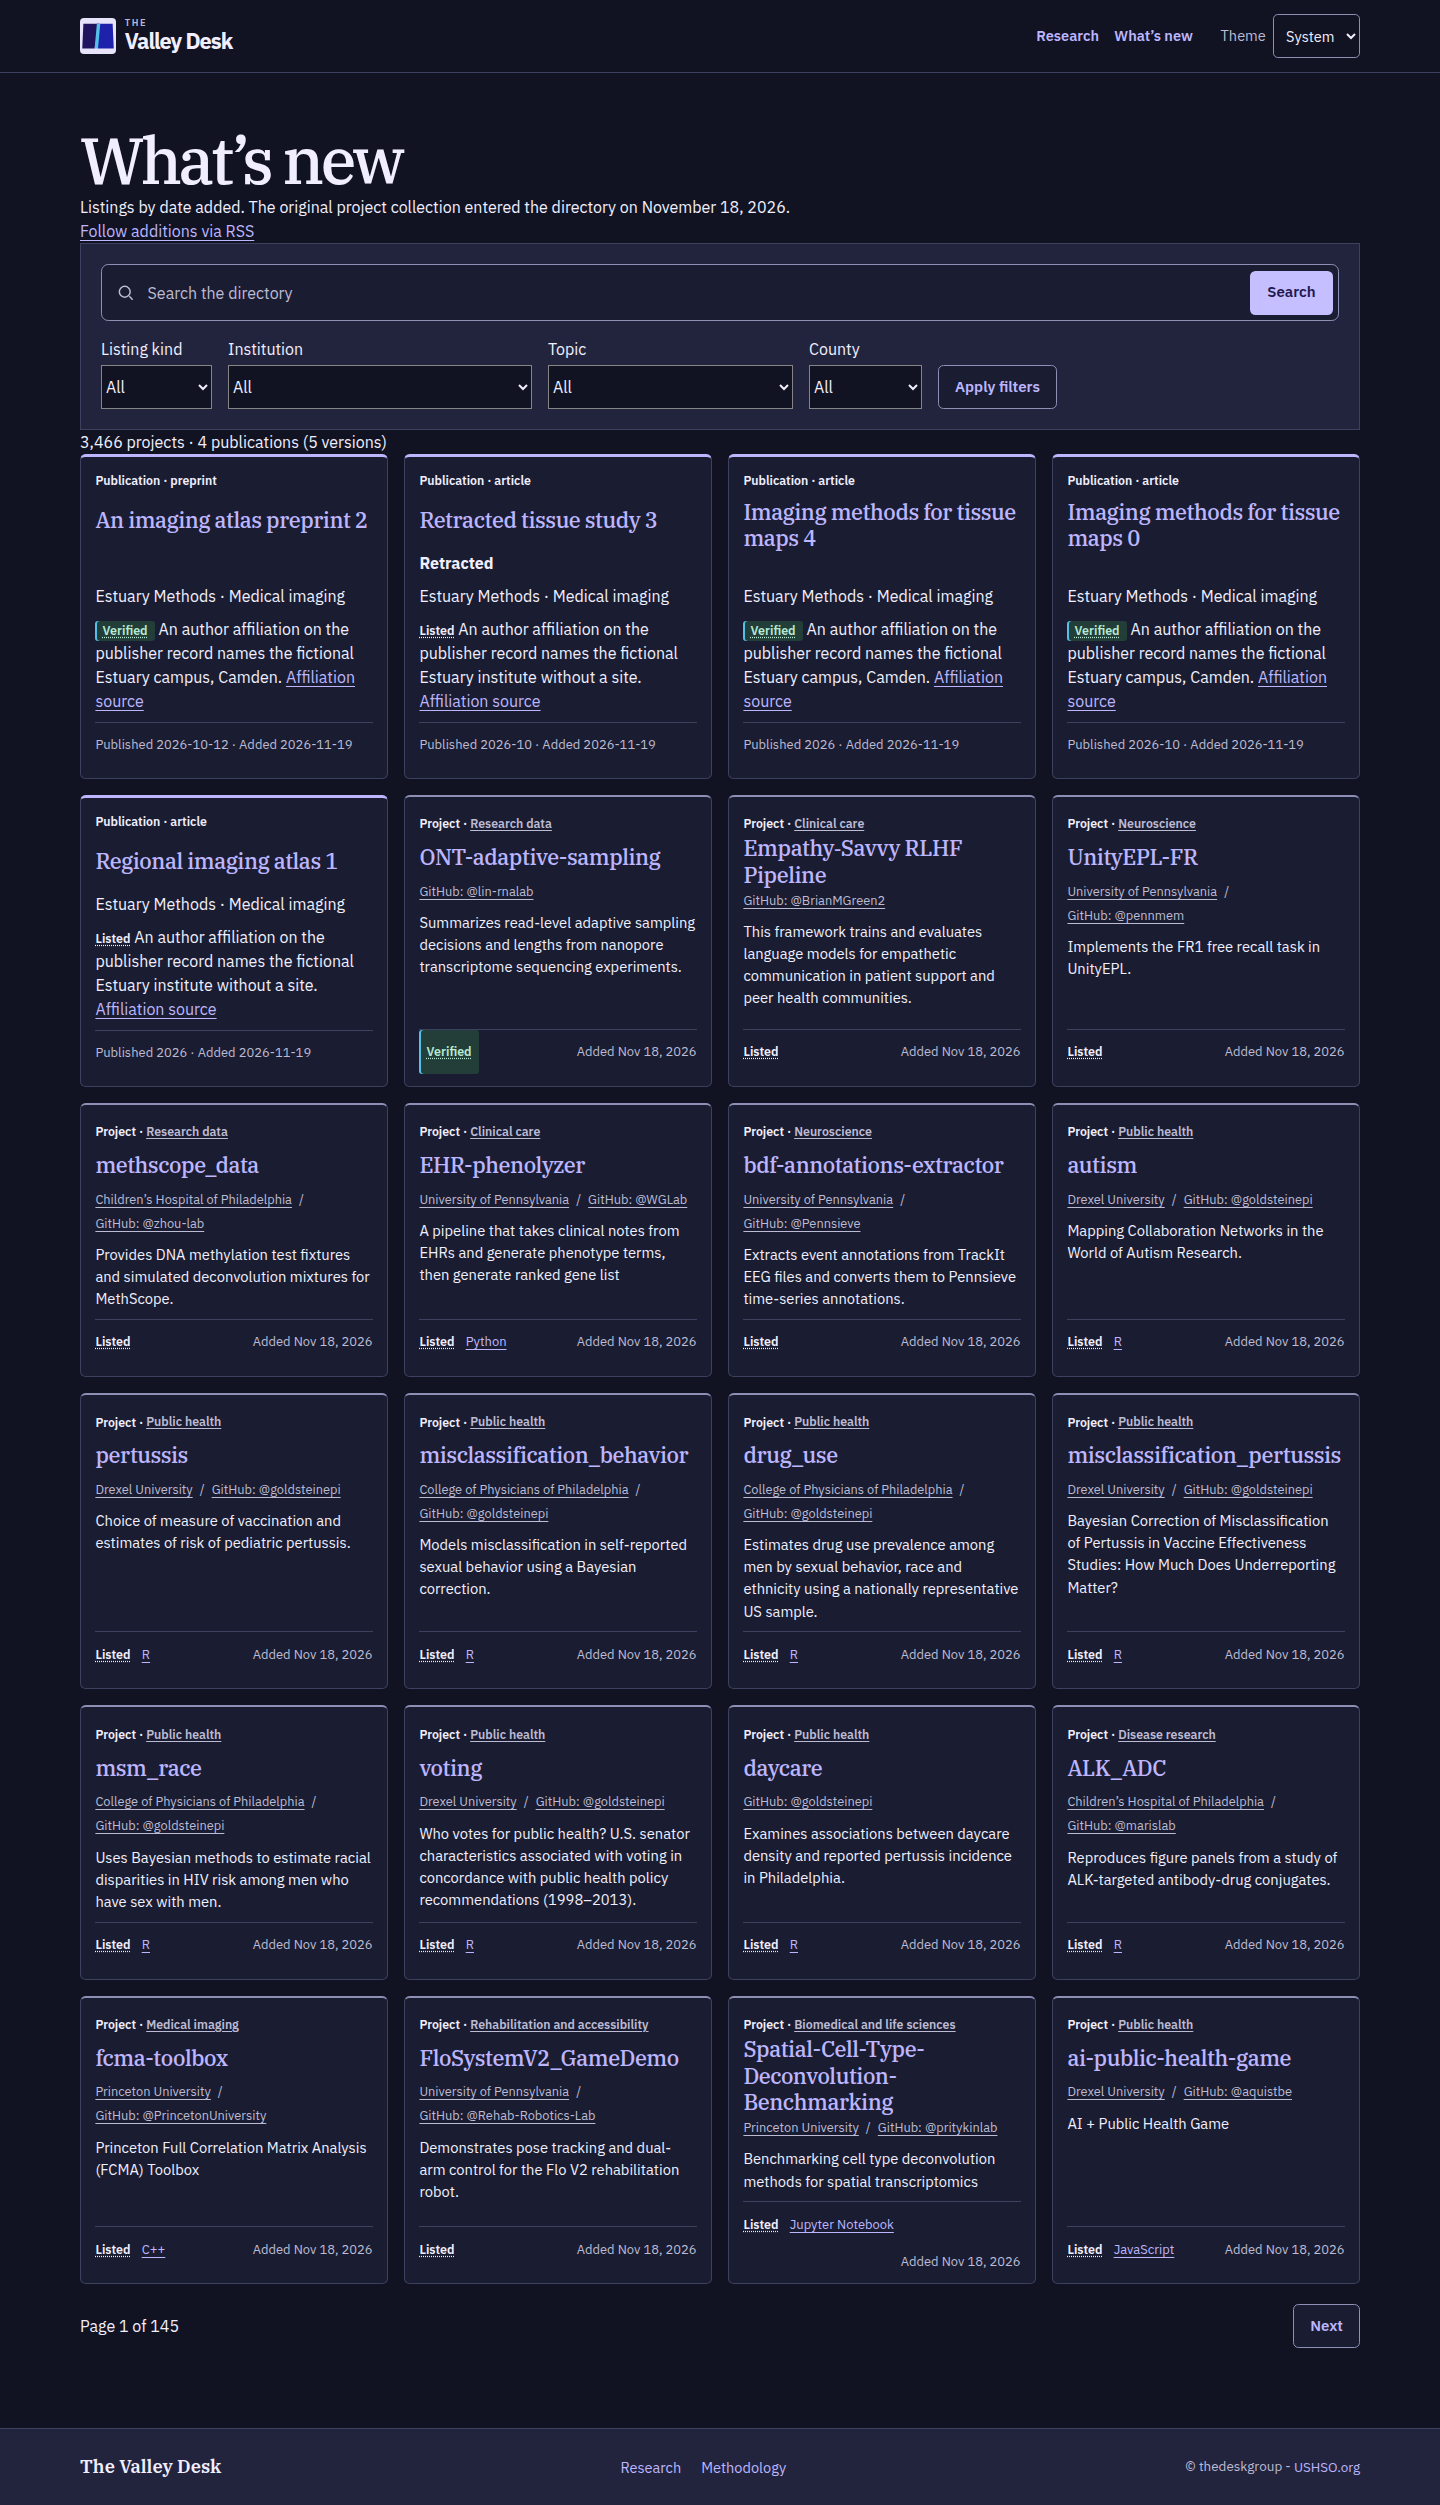 THE
Valley Desk
Research
What's new
Theme
System
What's new
Listings by date added. The original project collection entered the directory on November 18, 2026.
Follow additions via RSS
Search the directory
Search
Listing kind
Institution
Topic
County
All
All
All
All
Apply filters
3,466 projects · 4 publications (5 versions)
Publication · preprint
An imaging atlas preprint 2
Estuary Methods · Medical imaging
Verified An author affiliation on the
publisher record names the fictional
Estuary campus, Camden. Affiliation
source
Published 2026-10-12 · Added 2026-11-19
Publication · article
Retracted tissue study 3
Retracted
Estuary Methods · Medical imaging
Listed An author affiliation on the
publisher record names the fictional
Estuary institute without a site.
Affiliation source
Published 2026-10 · Added 2026-11-19
Publication · article
Imaging methods for tissue
maps 4
Estuary Methods · Medical imaging
Verified An author affiliation on the
publisher record names the fictional
Estuary campus, Camden. Affiliation
source
Published 2026 · Added 2026-11-19
Publication · article
Imaging methods for tissue
maps 0
Estuary Methods · Medical imaging
Verified An author affiliation on the
publisher record names the fictional
Estuary campus, Camden. Affiliation
source
Published 2026-10 · Added 2026-11-19
Publication · article
Regional imaging atlas 1
Estuary Methods · Medical imaging
Listed An author affiliation on the
publisher record names the fictional
Estuary institute without a site.
Affiliation source
Published 2026 · Added 2026-11-19
Project · Research data
ONT-adaptive-sampling
GitHub: @lin-rnalab
Summarizes read-level adaptive sampling
decisions and lengths from nanopore
transcriptome sequencing experiments.
Verified
Added Nov 18, 2026
Project · Clinical care
Empathy-Savvy RLHF
Pipeline
GitHub: @BrianMGreen2
This framework trains and evaluates
language models for empathetic
communication in patient support and
peer health communities.
Listed
Added Nov 18, 2026
Project · Neuroscience
UnityEPL-FR
University of Pennsylvania /
GitHub: @pennmem
Implements the FR1 free recall task in
UnityEPL.
Listed
Added Nov 18, 2026
Project · Research data
methscope_data
Children's Hospital of Philadelphia /
GitHub: @zhou-lab
Provides DNA methylation test fixtures
and simulated deconvolution mixtures for
MethScope.
Listed
Added Nov 18, 2026
Project · Clinical care
EHR-phenolyzer
University of Pennsylvania / GitHub: @WGLab
A pipeline that takes clinical notes from
EHRs and generate phenotype terms,
then generate ranked gene list
Listed Python
Added Nov 18, 2026
Project · Neuroscience
bdf-annotations-extractor
University of Pennsylvania /
GitHub: @Pennsieve
Extracts event annotations from TrackIt
EEG files and converts them to Pennsieve
time-series annotations.
Listed
Added Nov 18, 2026
Project · Public health
autism
Drexel University / GitHub: @goldsteinepi
Mapping Collaboration Networks in the
World of Autism Research.
Listed R
Added Nov 18, 2026
Project · Public health
pertussis
Drexel University / GitHub: @goldsteinepi
Choice of measure of vaccination and
estimates of risk of pediatric pertussis.
Listed R
Added Nov 18, 2026
Project · Public health
misclassification_behavior
College of Physicians of Philadelphia /
GitHub: @goldsteinepi
Models misclassification in self-reported
sexual behavior using a Bayesian
correction.
Listed R
Added Nov 18, 2026
Project · Public health
drug_use
College of Physicians of Philadelphia /
GitHub: @goldsteinepi
Estimates drug use prevalence among
men by sexual behavior, race and
ethnicity using a nationally representative
US sample.
Listed R
Added Nov 18, 2026
Project · Public health
misclassification_pertussis
Drexel University / GitHub: @goldsteinepi
Bayesian Correction of Misclassification
of Pertussis in Vaccine Effectiveness
Studies: How Much Does Underreporting
Matter?
Listed R
Added Nov 18, 2026
Project · Public health
msm_race
College of Physicians of Philadelphia /
GitHub: @goldsteinepi
Uses Bayesian methods to estimate racial
disparities in HIV risk among men who
have sex with men.
Listed R
Added Nov 18, 2026
Project · Public health
voting
Drexel University / GitHub: @goldsteinepi
Who votes for public health? U.S. senator
characteristics associated with voting in
concordance with public health policy
recommendations (1998–2013).
Listed R
Added Nov 18, 2026
Project · Public health
daycare
GitHub: @goldsteinepi
Examines associations between daycare
density and reported pertussis incidence
in Philadelphia.
Listed R
Added Nov 18, 2026
Project · Disease research
ALK_ADC
Children's Hospital of Philadelphia /
GitHub: @marislab
Reproduces figure panels from a study of
ALK-targeted antibody-drug conjugates.
Listed R
Added Nov 18, 2026
Project · Medical imaging
fcma-toolbox
Princeton University /
GitHub: @PrincetonUniversity
Princeton Full Correlation Matrix Analysis
(FCMA) Toolbox
Listed C++
Added Nov 18, 2026
Project · Rehabilitation and accessibility
FloSystemV2_GameDemo
University of Pennsylvania /
GitHub: @Rehab-Robotics-Lab
Demonstrates pose tracking and dual-
arm control for the Flo V2 rehabilitation
robot.
Listed
Added Nov 18, 2026
Project · Biomedical and life sciences
Spatial-Cell-Type-
Deconvolution-
Benchmarking
Princeton University / GitHub: @pritykinlab
Benchmarking cell type deconvolution
methods for spatial transcriptomics
Listed Jupyter Notebook
Added Nov 18, 2026
Project · Public health
ai-public-health-game
Drexel University / GitHub: @aquistbe
AI + Public Health Game
Listed JavaScript
Added Nov 18, 2026
Page 1 of 145
Next
The Valley Desk
Research
Methodology
© thedeskgroup - USHSO.org